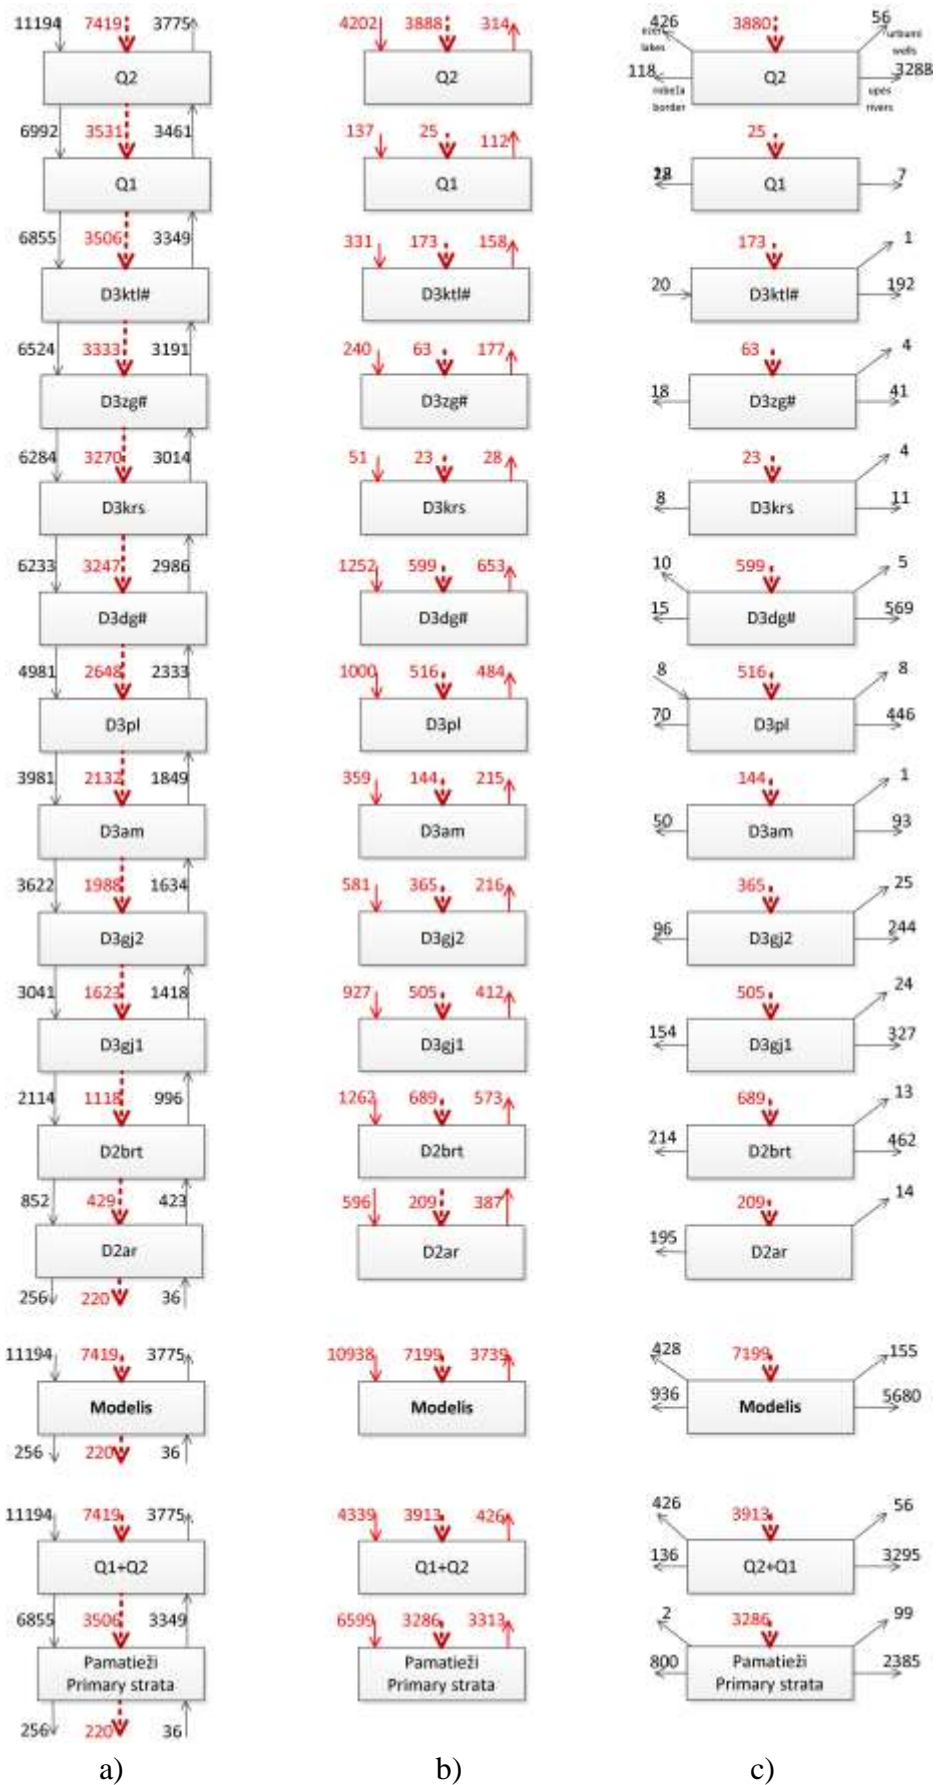 11194 7419 3775 4202 3888 314 426 3880 56
ezeri lakes urbumi wells
Q2 Q2 118 Q2 3288
robeža border upes rivers
6992 3531 3461 137 25 112 25
Q1 Q1 Q1 7
6855 3506 3349 331 173 158 173 1
D3ktl# D3ktl# 20 D3ktl# 192
6524 3333 3191 240 63 177 63 4
D3zg# D3zg# 18 D3zg# 41
6284 3270 3014 51 23 28 23 4
D3krs D3krs 8 D3krs 11
6233 3247 2986 1252 599 653 10 599 5
D3dg# D3dg# 15 D3dg# 569
4981 2648 2333 1000 516 484 8 516 8
D3pl D3pl 70 D3pl 446
3981 2132 1849 359 144 215 144 1
D3am D3am 50 D3am 93
3622 1988 1634 581 365 216 365 25
D3gj2 D3gj2 96 D3gj2 244
3041 1623 1418 927 505 412 505 24
D3gj1 D3gj1 154 D3gj1 327
2114 1118 996 1262 689 573 689 13
D2brt D2brt 214 D2brt 462
852 429 423 596 209 387 209 14
D2ar D2ar 195 D2ar
256 220 36
11194 7419 3775 10938 7199 3739 428 7199 155
Modelis Modelis 936 Modelis 5680
256 220 36
11194 7419 3775 4339 3913 426 426 3913 56
Q1+Q2 Q1+Q2 136 Q2+Q1 3295
6855 3506 3349 6599 3286 3313 2 3286 99
Pamatieži Pamatieži 800 Pamatieži 2385
Primary strata Primary strata Primary strata
256 220 36
a) b) c)